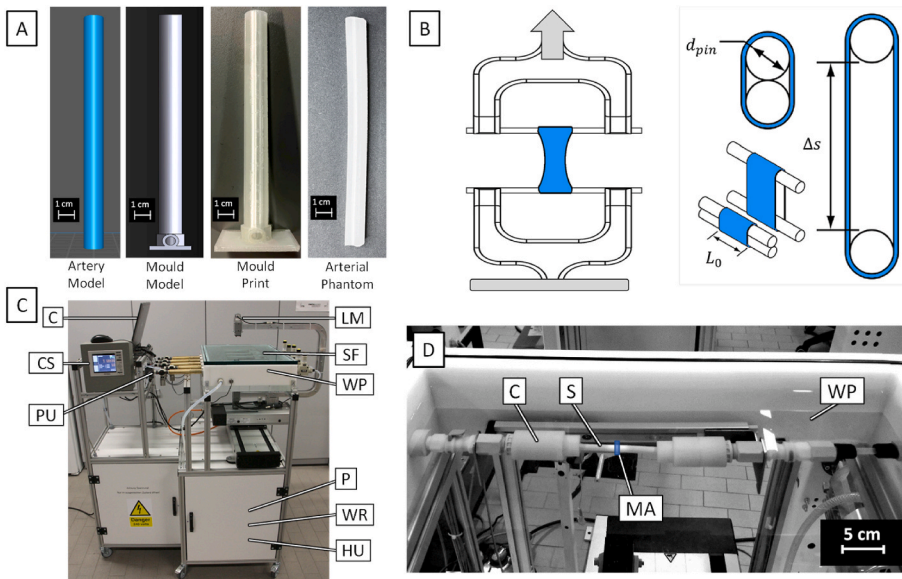 A
1 cm
1 cm
1 cm
1 cm
Artery
Model
Mould
Model
Mould
Print
Arterial
Phantom
B
d_pin
Δs
L_0
C
C
LM
CS
SF
WP
PU
P
WR
HU
Danger
D
C
S
WP
MA
5 cm